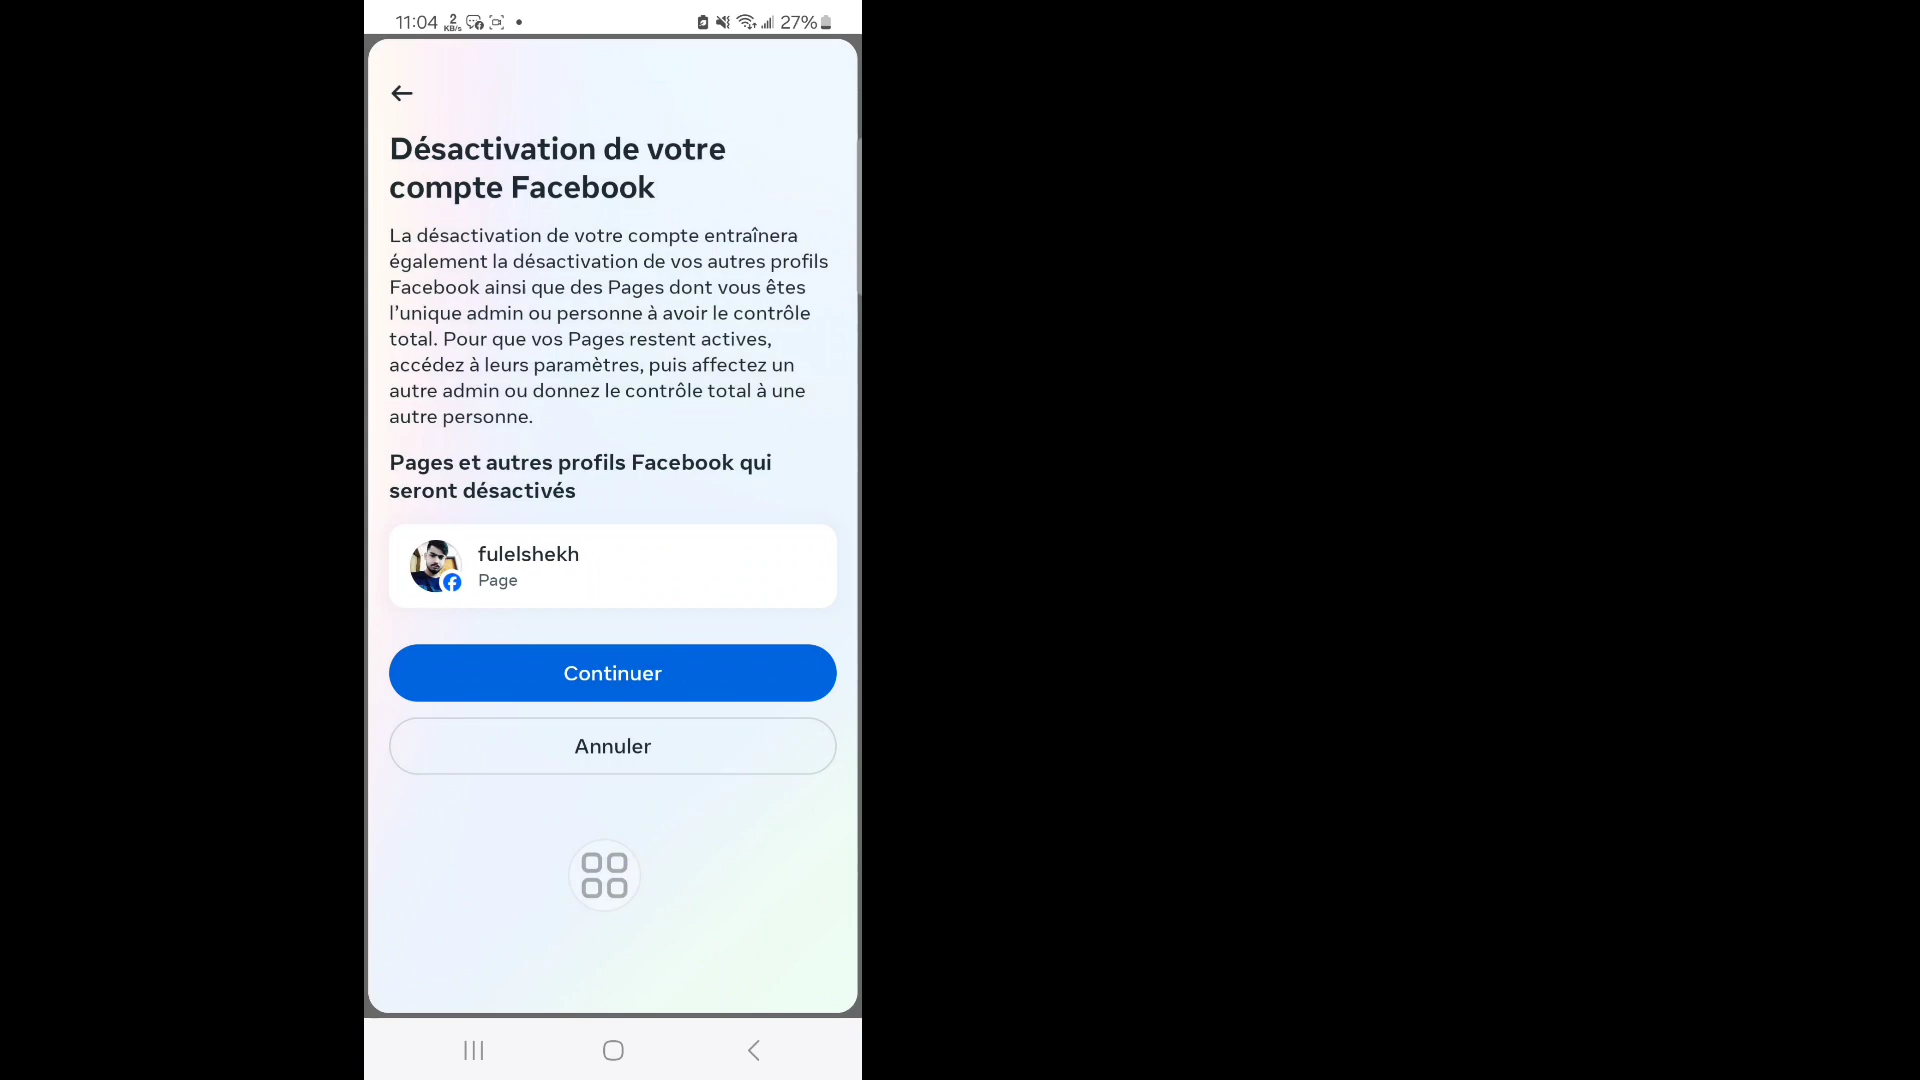 11:04 2 KB/s 27%
Désactivation de votre
compte Facebook
La désactivation de votre compte entraînera
également la désactivation de vos autres profils
Facebook ainsi que des Pages dont vous êtes
l’unique admin ou personne à avoir le contrôle
total. Pour que vos Pages restent actives,
accédez à leurs paramètres, puis affectez un
autre admin ou donnez le contrôle total à une
autre personne.
Pages et autres profils Facebook qui
seront désactivés
fulelshekh
Page
Continuer
Annuler